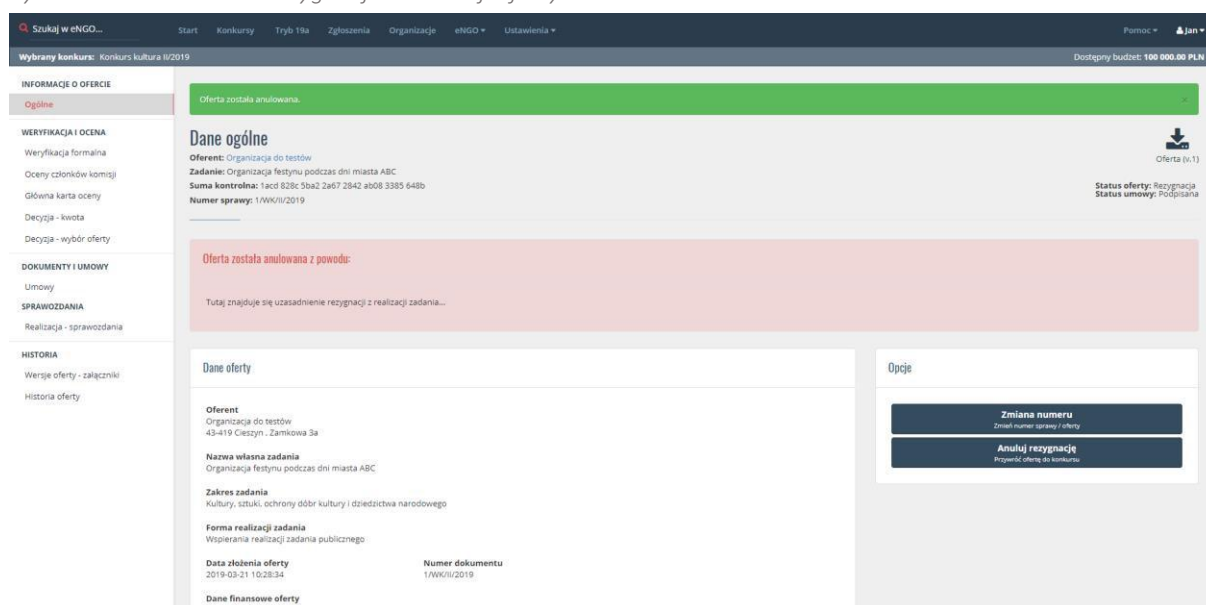 Szukaj w eNGO...
Start Konkursy Tryb 19a Zgłoszenia Organizacje eNGO Ustawienia
Pomoc Jan
Wybrany konkurs: Konkurs kultura II/2019
Dostępny budżet: 100 000.00 PLN
INFORMACJE O OFERCIE
Ogólne
WERYFIKACJA I OCENA
Weryfikacja formalna
Oceny członków komisji
Główna karta oceny
Decyzja - kwota
Decyzja - wybór oferty
DOKUMENTY I UMOWY
Umowy
SPRAWOZDANIA
Realizacja - sprawozdania
HISTORIA
Wersje oferty - załączniki
Historia oferty
Oferta została anulowana. ×
Dane ogólne
Oferent: Organizacja do testów
Zadanie: Organizacja festynu podczas dni miasta ABC
Suma kontrolna: 1acd 828c 5ba2 2a67 2842 ab08 3385 648b
Numer sprawy: 1/WK/II/2019
Oferta (v.1)
Status oferty: Rezygnacja
Status umowy: Podpisana
Oferta została anulowana z powodu:
Tutaj znajduje się uzasadnienie rezygnacji z realizacji zadania...
Dane oferty
Oferent
Organizacja do testów
43-419 Cieszyn , Zamkowa 3a
Nazwa własna zadania
Organizacja festynu podczas dni miasta ABC
Zakres zadania
Kultury, sztuki, ochrony dóbr kultury i dziedzictwa narodowego
Forma realizacji zadania
Wspierania realizacji zadania publicznego
Data złożenia oferty Numer dokumentu
2019-03-21 10:28:34 1/WK/II/2019
Dane finansowe oferty
Opcje
Zmiana numeru
Zmień numer sprawy / oferty
Anuluj rezygnację
Przywróć ofertę do konkursu